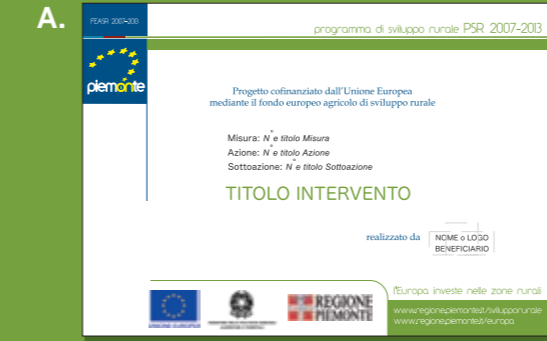 A.
FEASR 2007-2013
programma di sviluppo rurale PSR 2007-2013
piemonte
Progetto cofinanziato dall'Unione Europea
mediante il fondo europeo agricolo di sviluppo rurale
Misura: N° e titolo Misura
Azione: N° e titolo Azione
Sottoazione: N° e titolo Sottoazione
TITOLO INTERVENTO
realizzato da
NOME o LOGO
BENEFICIARIO
l'Europa investe nelle zone rurali
www.regione.piemonte.it/svilupporurale
www.regione.piemonte.it/europa
UNIONE EUROPEA
REGIONE
PIEMONTE